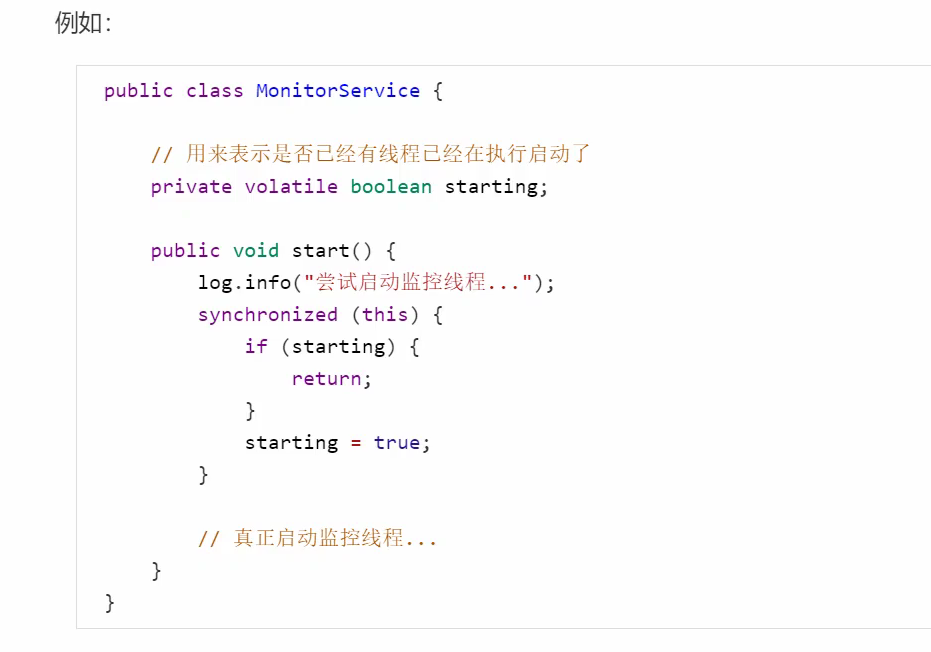 例如：
public class MonitorService {
// 用来表示是否已经有线程已经在执行启动了
private volatile boolean starting;
public void start() {
log.info("尝试启动监控线程...");
synchronized (this) {
if (starting) {
return;
}
starting = true;
}
// 真正启动监控线程...
}
}